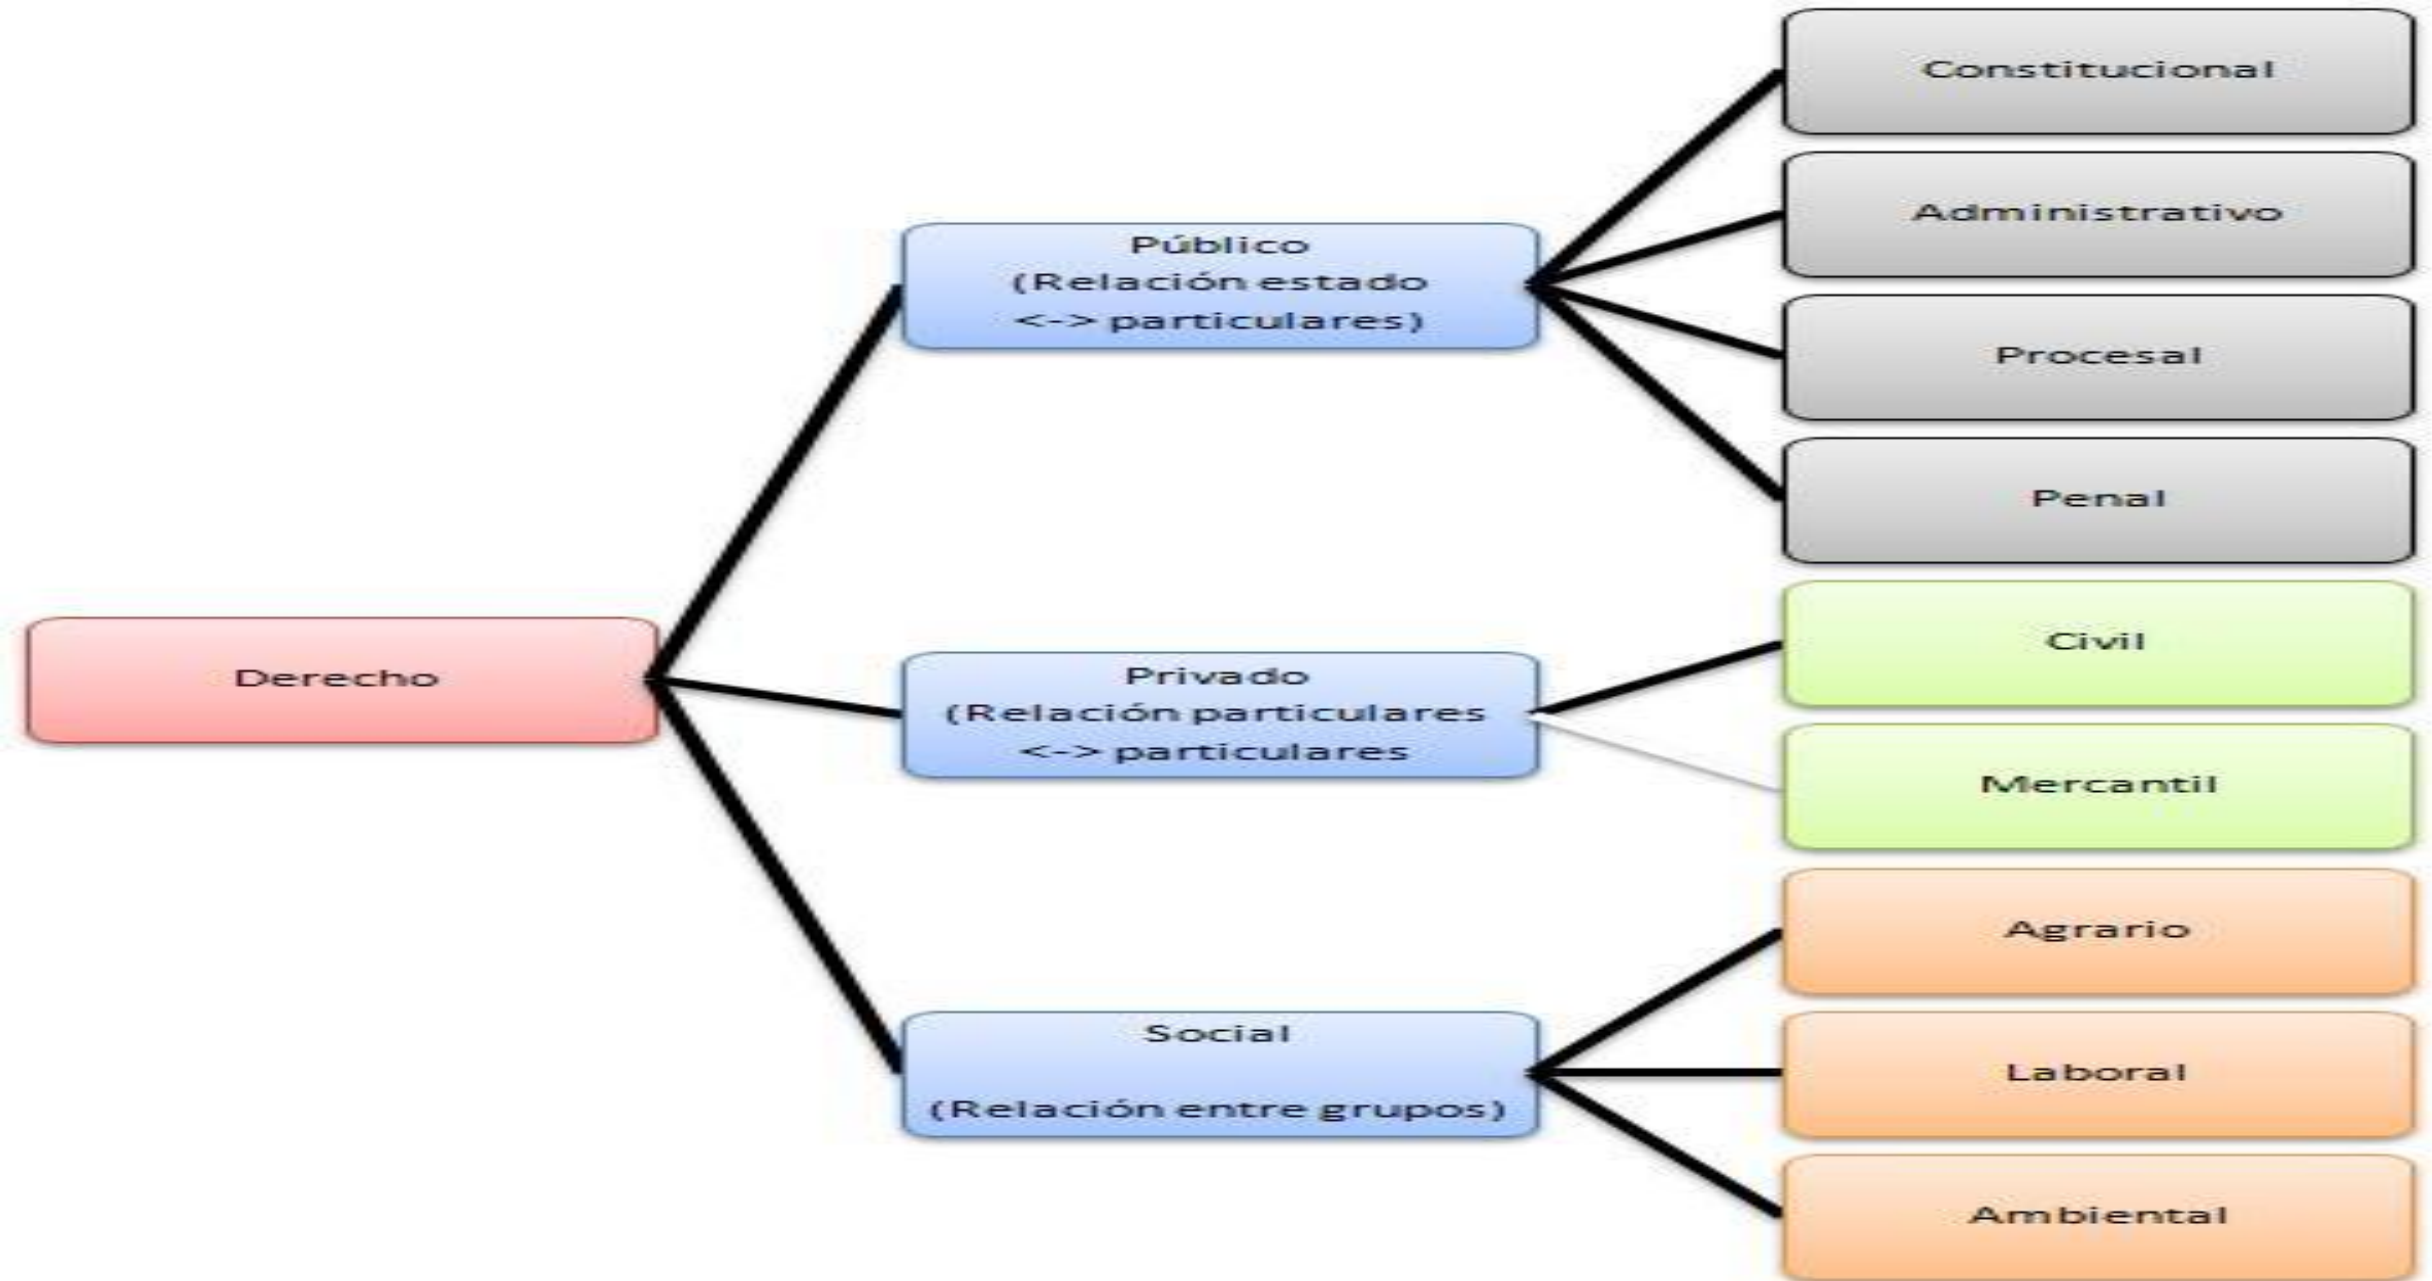 Derecho
Público
(Relación estado
<-> particulares)
Constitucional
Administrativo
Procesal
Penal
Privado
(Relación particulares
<-> particulares
Civil
Mercantil
Social
(Relación entre grupos)
Agrario
Laboral
Ambiental